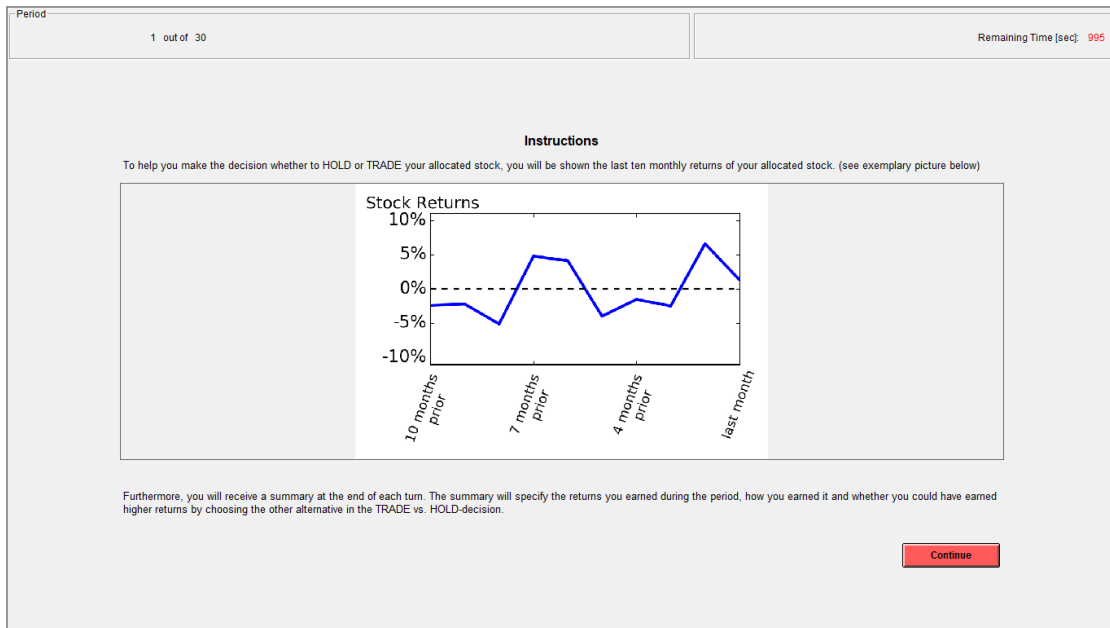 Period
1 out of 30
Remaining Time [sec]: 995
Instructions
To help you make the decision whether to HOLD or TRADE your allocated stock, you will be shown the last ten monthly returns of your allocated stock. (see exemplary picture below)
Stock Returns
10%
5%
0%
-5%
-10%
10 months
prior
7 months
prior
4 months
prior
last month
Furthermore, you will receive a summary at the end of each turn. The summary will specify the returns you earned during the period, how you earned it and whether you could have earned
higher returns by choosing the other alternative in the TRADE vs. HOLD-decision.
Continue